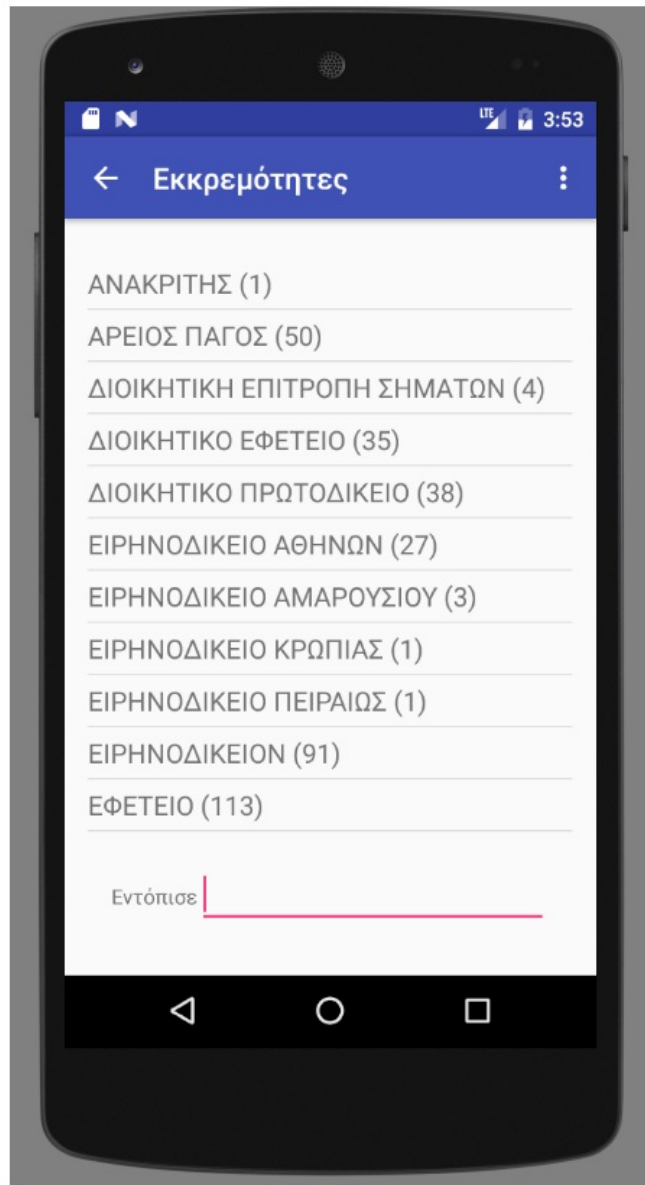 LTE 3:53
Εκκρεμότητες
ΑΝΑΚΡΙΤΗΣ (1)
ΑΡΕΙΟΣ ΠΑΓΟΣ (50)
ΔΙΟΙΚΗΤΙΚΗ ΕΠΙΤΡΟΠΗ ΣΗΜΑΤΩΝ (4)
ΔΙΟΙΚΗΤΙΚΟ ΕΦΕΤΕΙΟ (35)
ΔΙΟΙΚΗΤΙΚΟ ΠΡΩΤΟΔΙΚΕΙΟ (38)
ΕΙΡΗΝΟΔΙΚΕΙΟ ΑΘΗΝΩΝ (27)
ΕΙΡΗΝΟΔΙΚΕΙΟ ΑΜΑΡΟΥΣΙΟΥ (3)
ΕΙΡΗΝΟΔΙΚΕΙΟ ΚΡΩΠΙΑΣ (1)
ΕΙΡΗΝΟΔΙΚΕΙΟ ΠΕΙΡΑΙΩΣ (1)
ΕΙΡΗΝΟΔΙΚΕΙΟΝ (91)
ΕΦΕΤΕΙΟ (113)
Εντόπισε